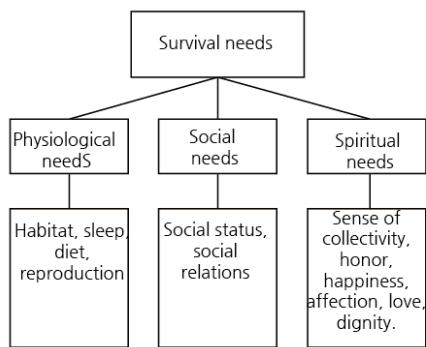 Survival needs
Physiological
needS
Social
needs
Spiritual
needs
Habitat, sleep,
diet,
reproduction
Social status,
social
relations
Sense of
collectivity,
honor,
happiness,
affection, love,
dignity.